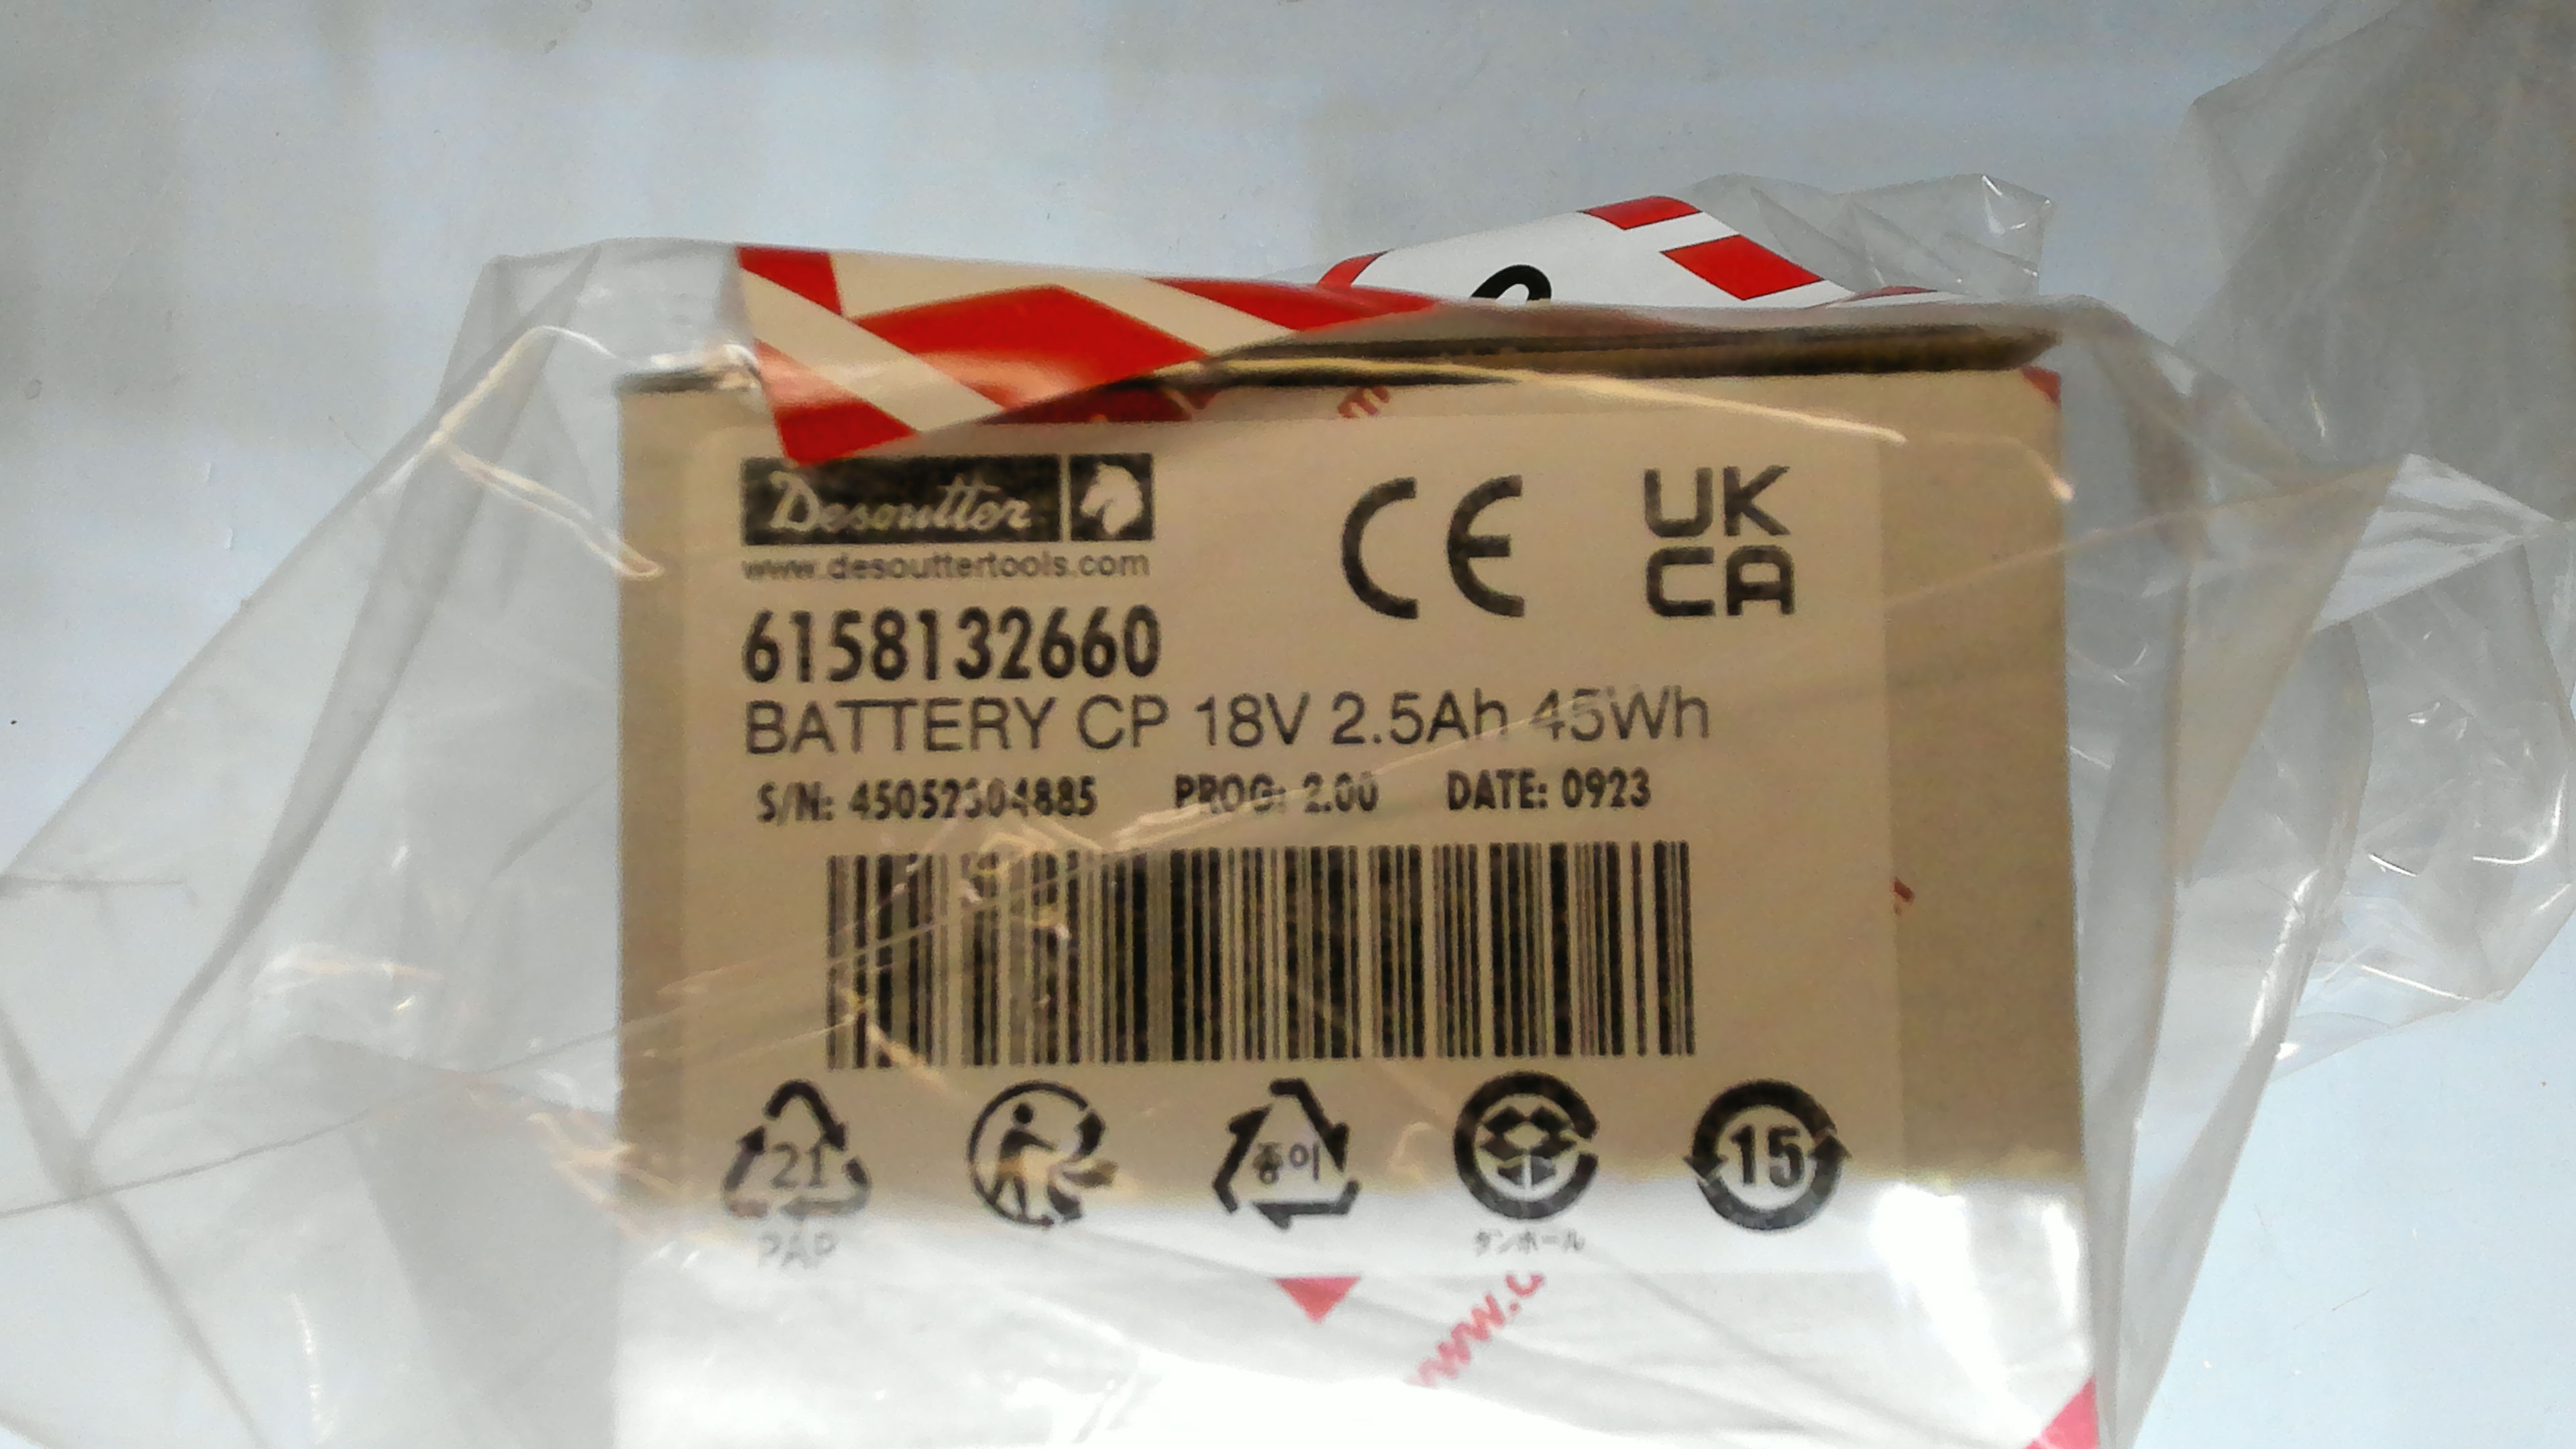 Desoutter
www.desouttertools.com
CE
UK
CA
6158132660
BATTERY CP 18V 2.5Ah 45Wh
S/N: 45052304885 PROG: 2.00 DATE: 0923
21
종이
15
PAP
ダンボール
www.